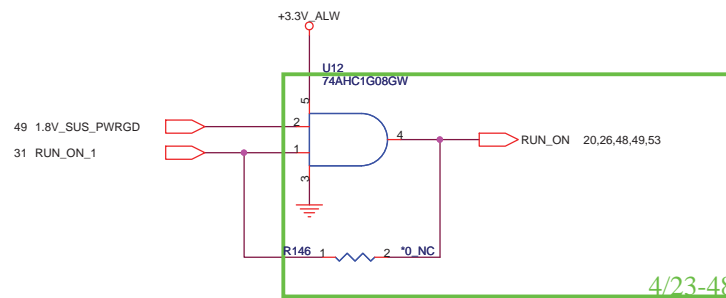 +3.3V_ALW
U12
74AHC1G08GW
5
49 1.8V_SUS_PWRGD
2
4
RUN_ON 20,26,48,49,53
31 RUN_ON_1
1
3
R146 1 2 *0_NC
4/23-48